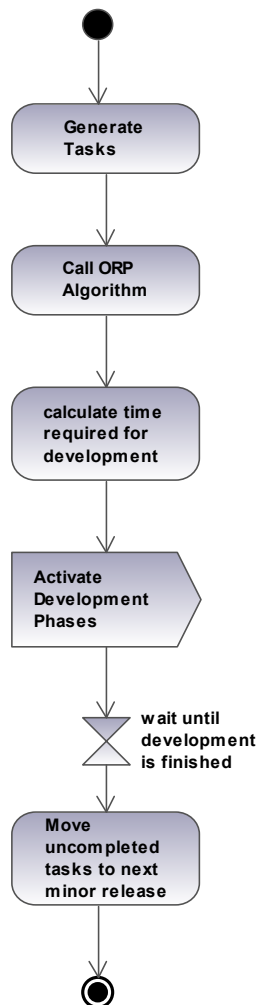 Generate
Tasks
Call ORP
Algorithm
calculate time
required for
development
Activate
Development
Phases
wait until
development
is finished
Move
uncompleted
tasks to next
minor release